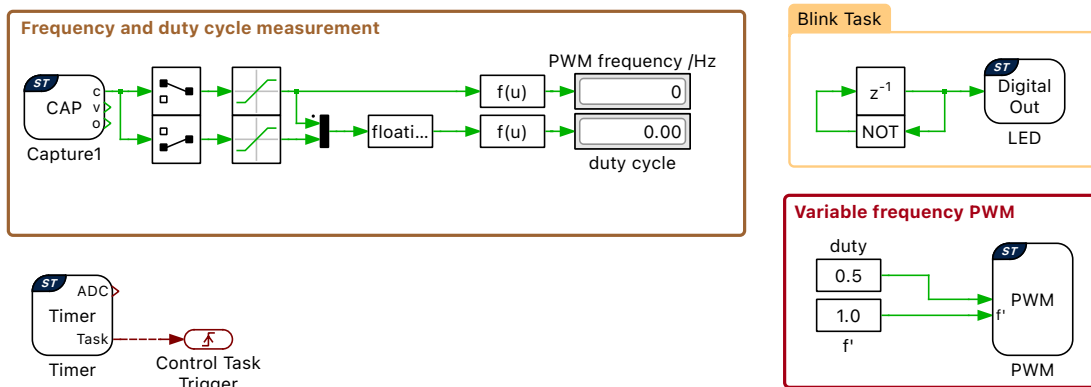 Frequency and duty cycle measurement
ST
CAP
c
v
o
Capture1
floati...
f(u)
f(u)
PWM frequency /Hz
0
0.00
duty cycle
Blink Task
z-1
NOT
ST
Digital
Out
LED
Variable frequency PWM
duty
0.5
1.0
f'
ST
PWM
f'
PWM
ST
ADC
Timer
Task
Timer
Control Task
Trigger